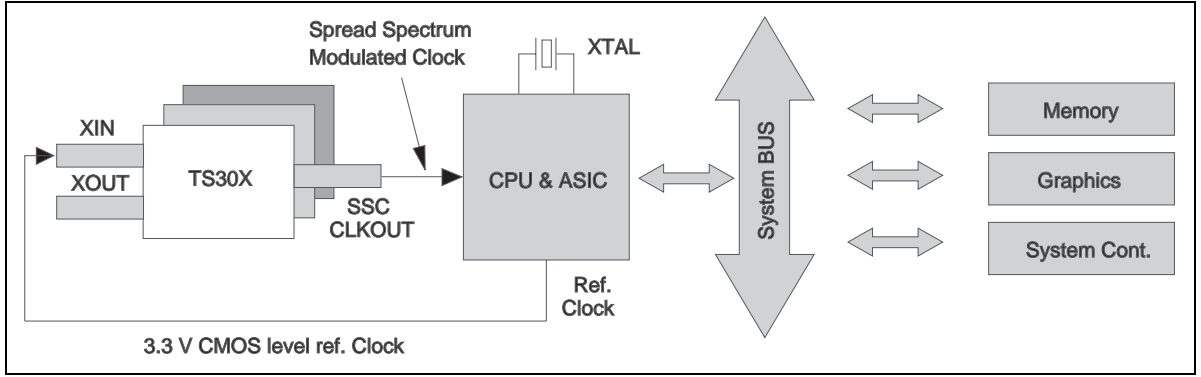 Spread Spectrum
Modulated Clock
XTAL
XIN
XOUT
TS30X
SSC
CLKOUT
CPU & ASIC
System BUS
Memory
Graphics
System Cont.
Ref.
Clock
3.3 V CMOS level ref. Clock